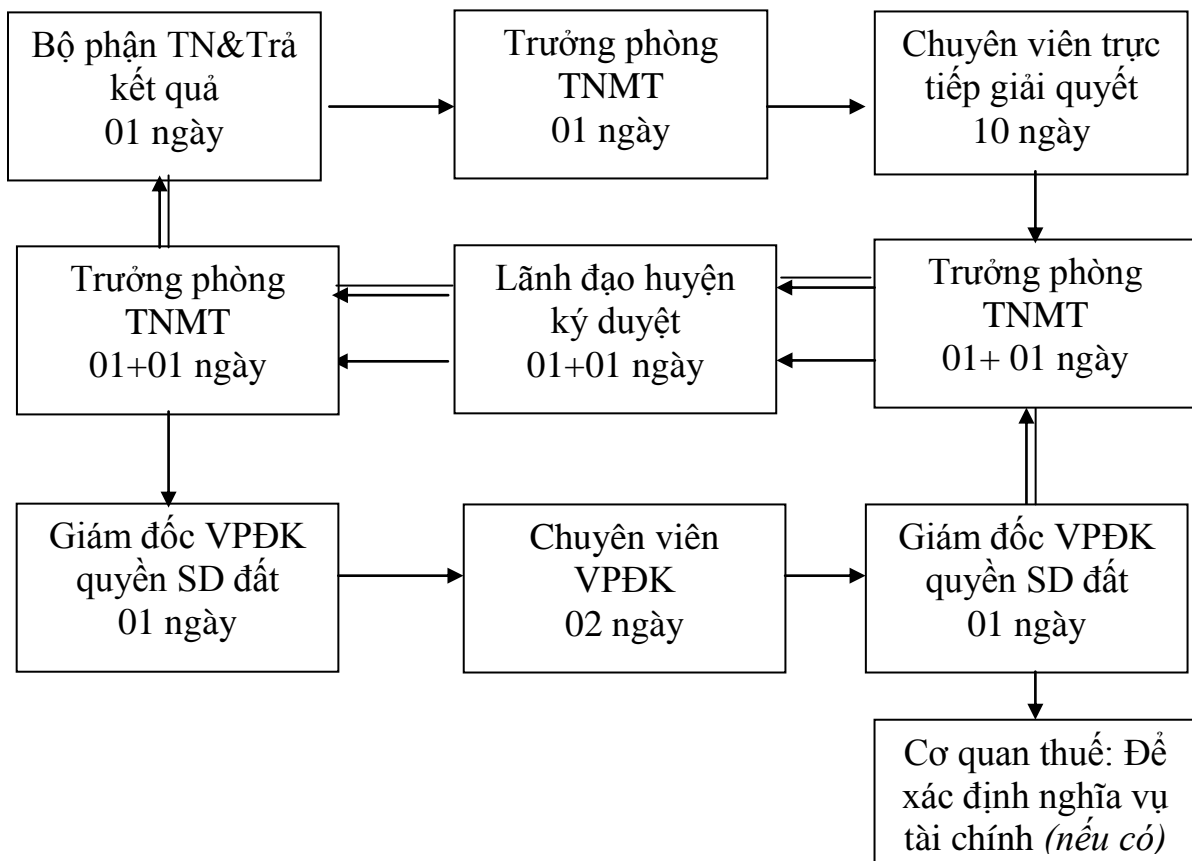 Bộ phận TN&Trả
kết quả
01 ngày
Trưởng phòng
TNMT
01 ngày
Chuyên viên trực
tiếp giải quyết
10 ngày
Trưởng phòng
TNMT
01+01 ngày
Lãnh đạo huyện
ký duyệt
01+01 ngày
Trưởng phòng
TNMT
01+ 01 ngày
Giám đốc VPĐK
quyền SD đất
01 ngày
Chuyên viên
VPĐK
02 ngày
Giám đốc VPĐK
quyền SD đất
01 ngày
Cơ quan thuế: Để
xác định nghĩa vụ
tài chính (nếu có)